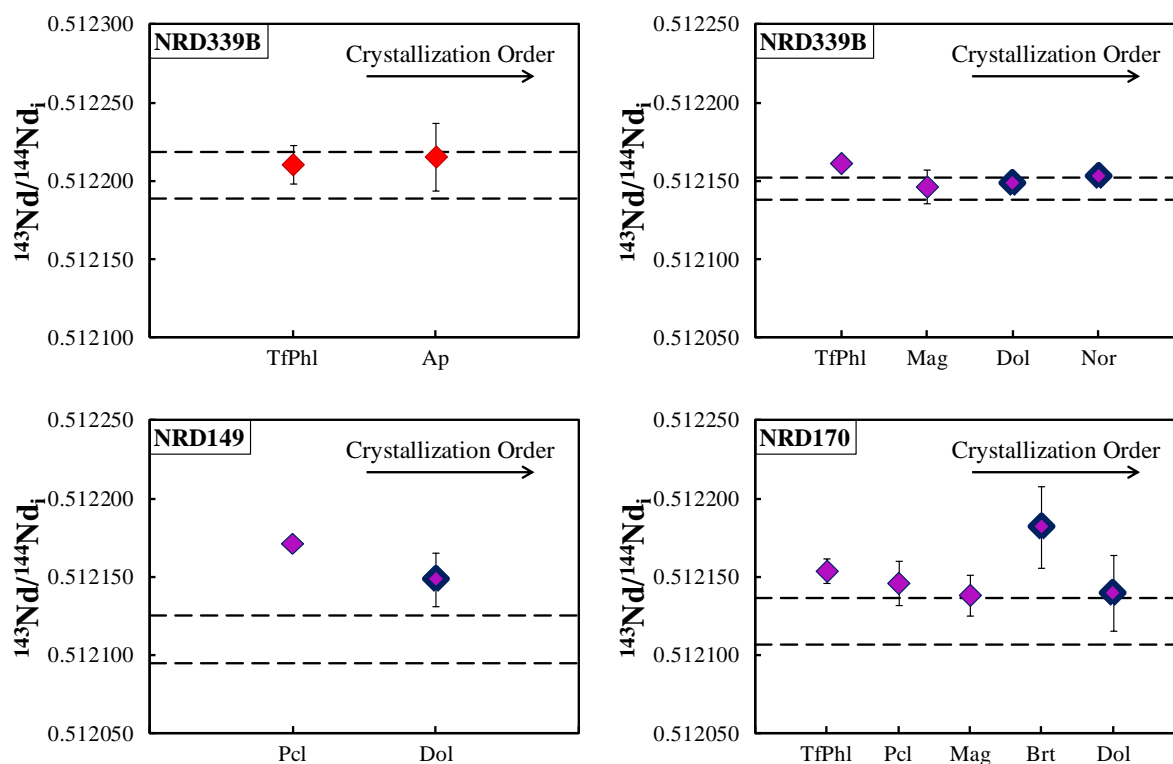 NRD339B
Crystallization Order
¹⁴³Nd/¹⁴⁴Ndᵢ
0.512300
0.512250
0.512200
0.512150
0.512100
TfPhl Ap
NRD339B
Crystallization Order
¹⁴³Nd/¹⁴⁴Ndᵢ
0.512250
0.512200
0.512150
0.512100
0.512050
TfPhl Mag Dol Nor
NRD149
Crystallization Order
¹⁴³Nd/¹⁴⁴Ndᵢ
0.512250
0.512200
0.512150
0.512100
0.512050
Pcl Dol
NRD170
Crystallization Order
¹⁴³Nd/¹⁴⁴Ndᵢ
0.512250
0.512200
0.512150
0.512100
0.512050
TfPhl Pcl Mag Brt Dol